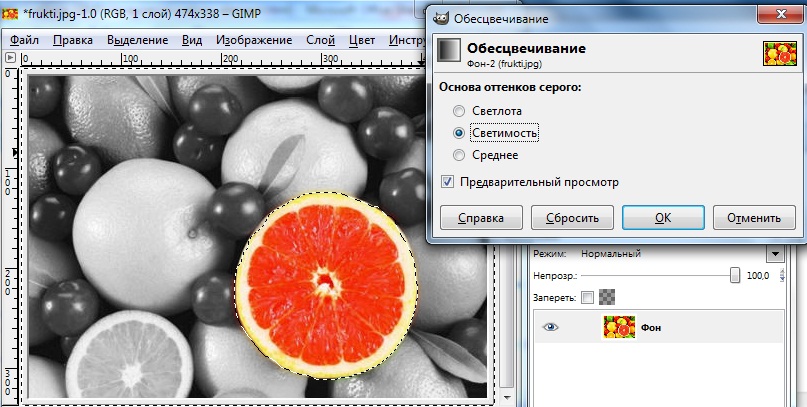 *frukti.jpg-1.0 (RGB, 1 слой) 474x338 – GIMP
Файл Правка Выделение Вид Изображение Слой Цвет Инстру
0 100 200 300
0
100
200
300
Обесцвечивание
Обесцвечивание
Фон-2 (frukti.jpg)
Основа оттенков серого:
Светлота
Светимость
Среднее
Предварительный просмотр
Справка Сбросить OK Отменить
Режим: Нормальный
Непрозр.: 100,0
Запереть:
Фон